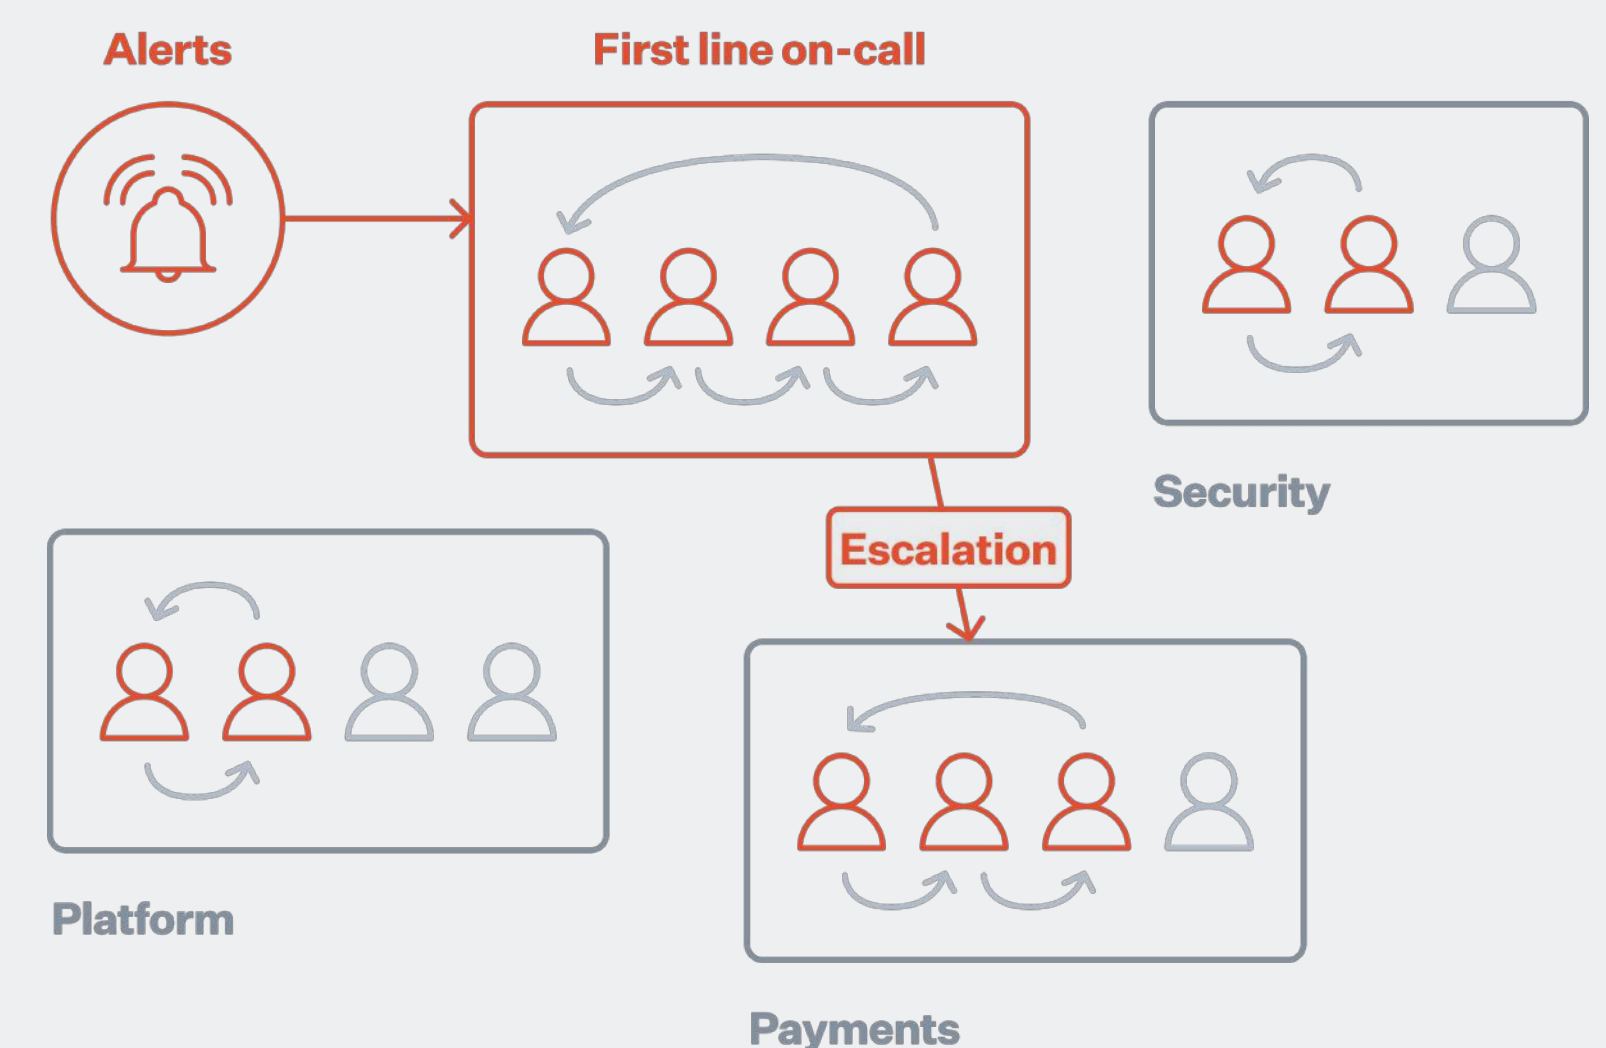 Alerts
First line on-call
Security
Escalation
Platform
Payments